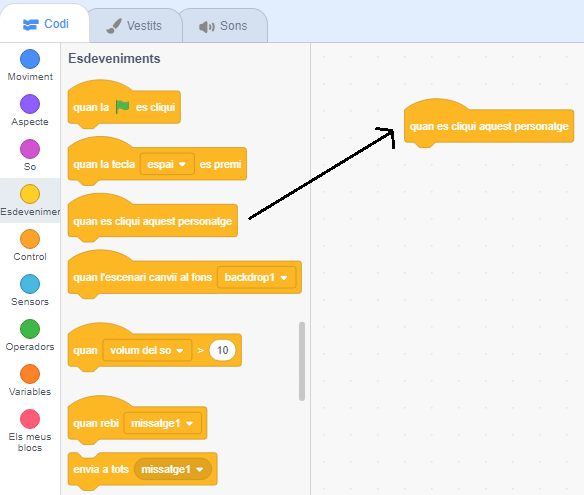 Codi
Vestits
Sons
Moviment
Aspecte
So
Esdevenimer
Control
Sensors
Operadors
Variables
Els meus
blocs
Esdeveniments
quan la es cliqui
quan la tecla espai es premi
quan es cliqui aquest personatge
quan l'escenari canvii al fons backdrop1
quan volum del so > 10
quan rebi missatge1
envia a tots missatge1
quan es cliqui aquest personatge